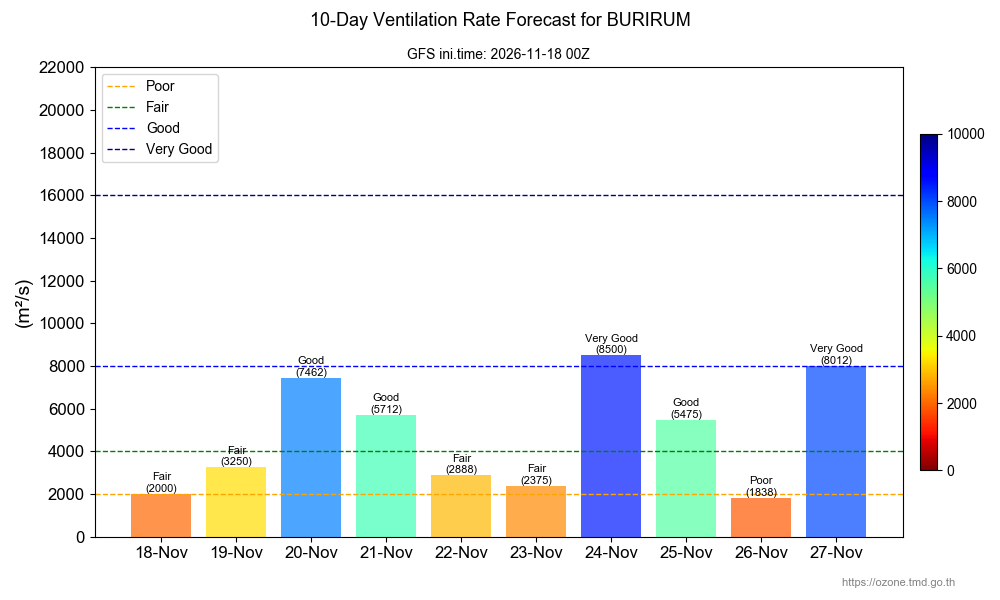 10-Day Ventilation Rate Forecast for BURIRUM
GFS ini.time: 2026-11-18 00Z
22000
20000
18000
16000
14000
12000
10000
8000
6000
4000
2000
0
(m²/s)
Poor
Fair
Good
Very Good
Fair
(2000)
Fair
(3250)
Good
(7462)
Good
(5712)
Fair
(2888)
Fair
(2375)
Very Good
(8500)
Good
(5475)
Poor
(1838)
Very Good
(8012)
18-Nov
19-Nov
20-Nov
21-Nov
22-Nov
23-Nov
24-Nov
25-Nov
26-Nov
27-Nov
10000
8000
6000
4000
2000
0
https://ozone.tmd.go.th